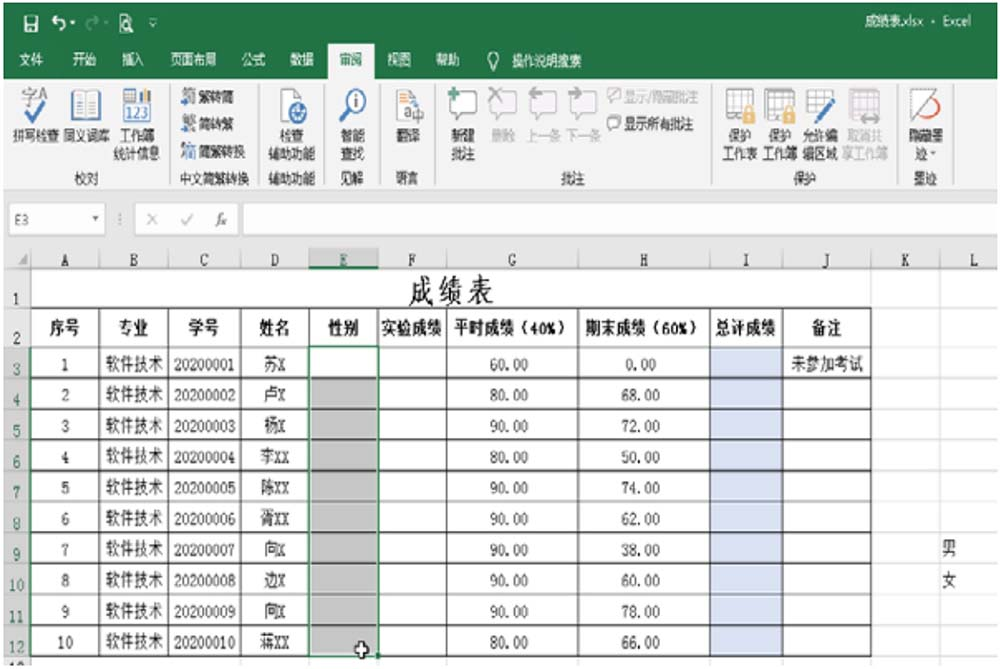 成绩表.xlsx - Excel
文件 开始 插入 页面布局 公式 数据 审阅 视图 帮助 操作说明搜索
拼写检查 同义词库 工作簿统计信息 繁转简 简转繁 简繁转换 检查辅助功能 智能查找 翻译 新建批注 删除 上一条 下一条 显示/隐藏批注 显示所有批注 保护工作表 保护工作簿 允许编辑区域 取消共享工作簿 隐藏墨迹
校对 中文简繁转换 辅助功能 见解 语言 批注 保护 墨迹
E3 fx
A B C D E F G H I J K L
1 成绩表
2 序号 专业 学号 姓名 性别 实验成绩 平时成绩（40%） 期末成绩（60%） 总评成绩 备注
3 1 软件技术 20200001 苏X 60.00 0.00 未参加考试
4 2 软件技术 20200002 卢X 80.00 68.00
5 3 软件技术 20200003 杨X 90.00 72.00
6 4 软件技术 20200004 李XX 80.00 50.00
7 5 软件技术 20200005 陈XX 90.00 74.00
8 6 软件技术 20200006 胥XX 90.00 62.00
9 7 软件技术 20200007 向X 90.00 38.00 男
10 8 软件技术 20200008 边X 90.00 60.00 女
11 9 软件技术 20200009 向X 90.00 78.00
12 10 软件技术 20200010 蒋XX 80.00 66.00